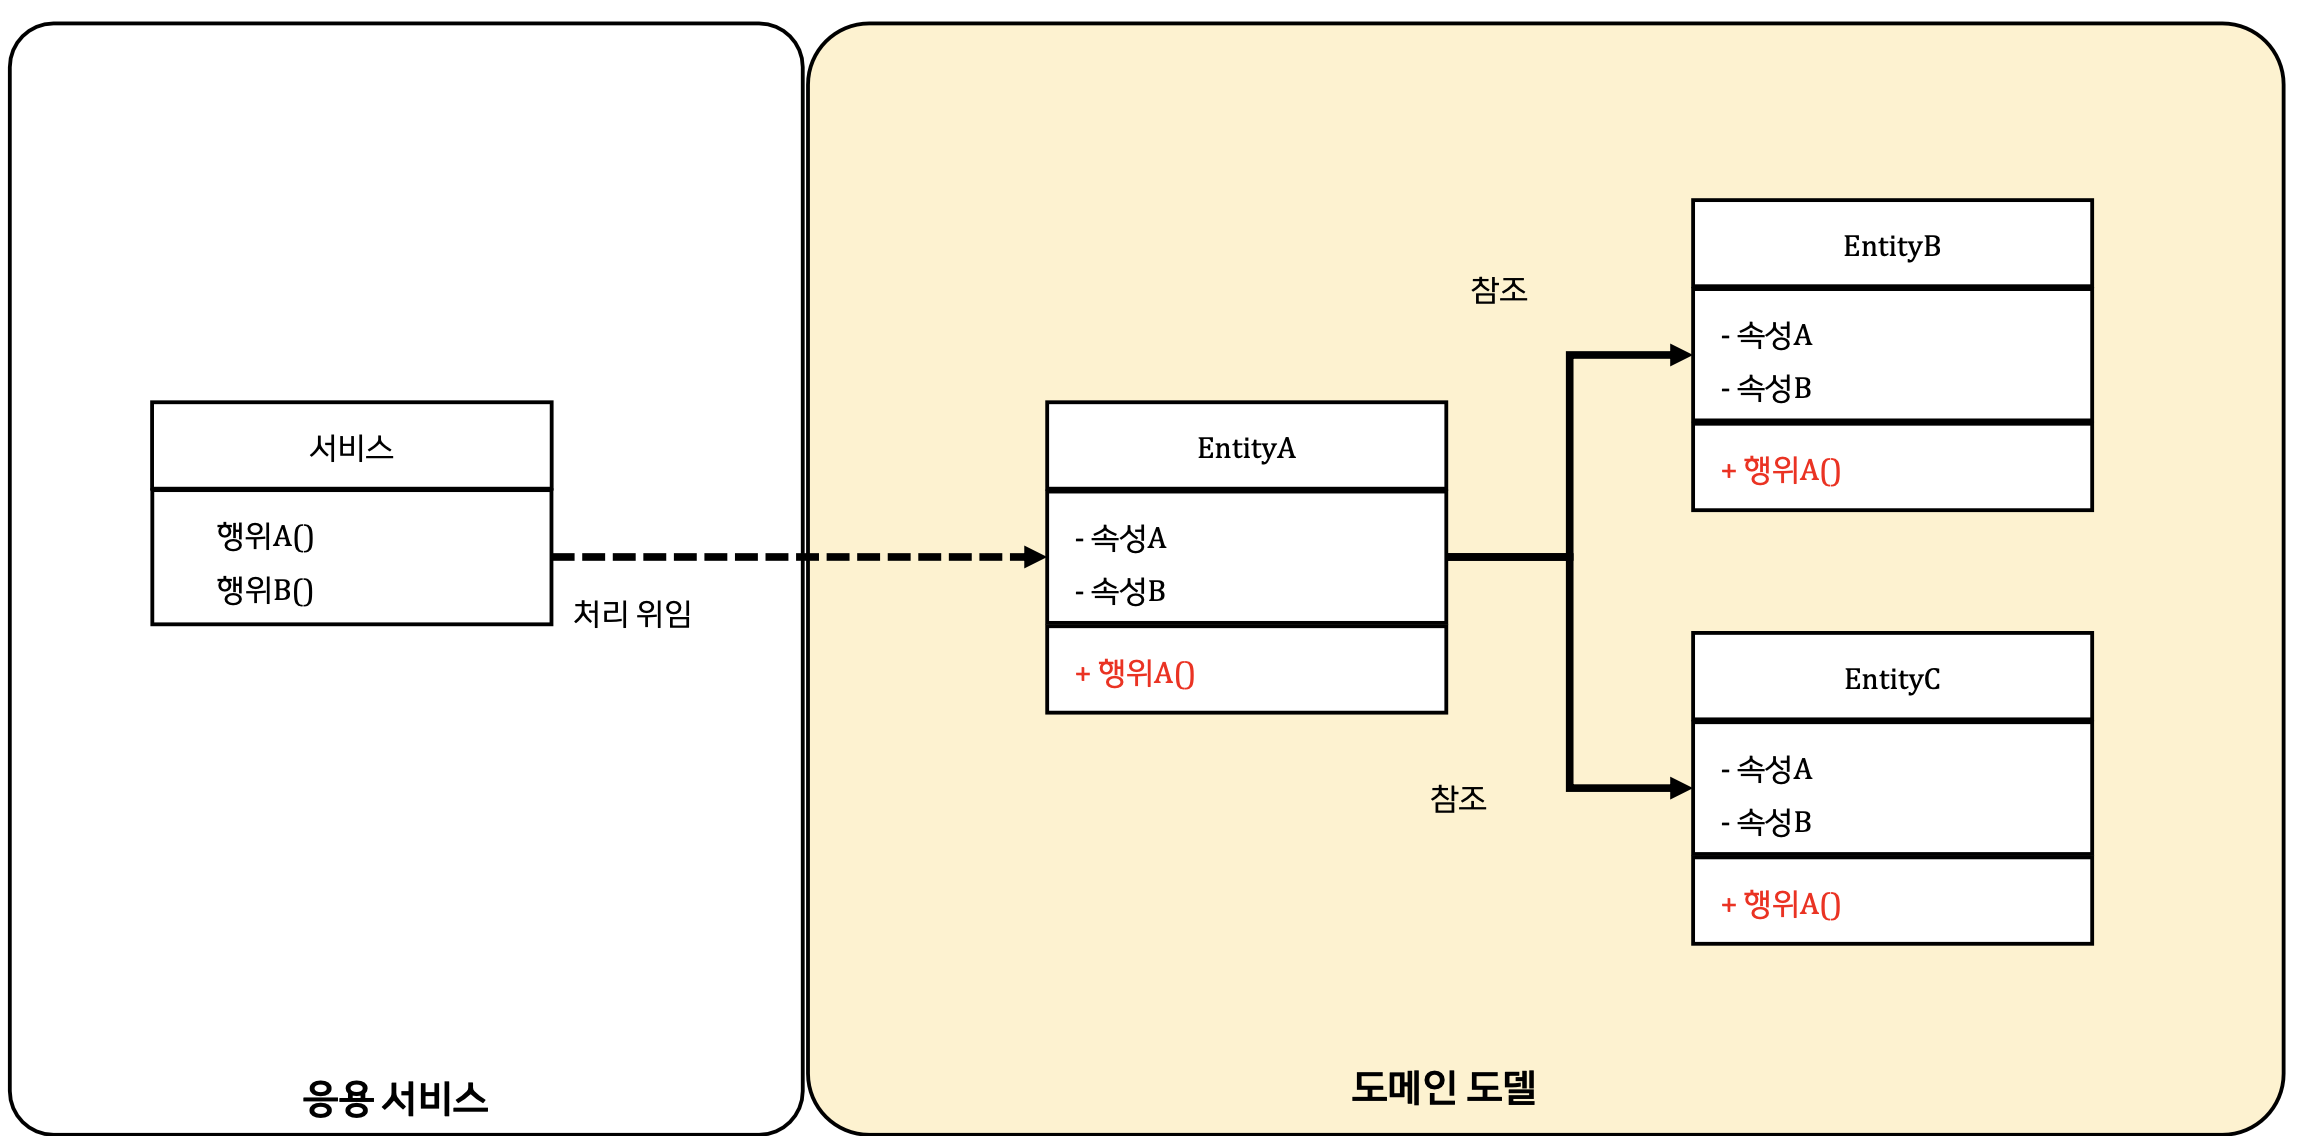 서비스
행위A()
행위B()
처리 위임
EntityA
- 속성A
- 속성B
+ 행위A()
참조
참조
EntityB
- 속성A
- 속성B
+ 행위A()
EntityC
- 속성A
- 속성B
+ 행위A()
응용 서비스
도메인 도델